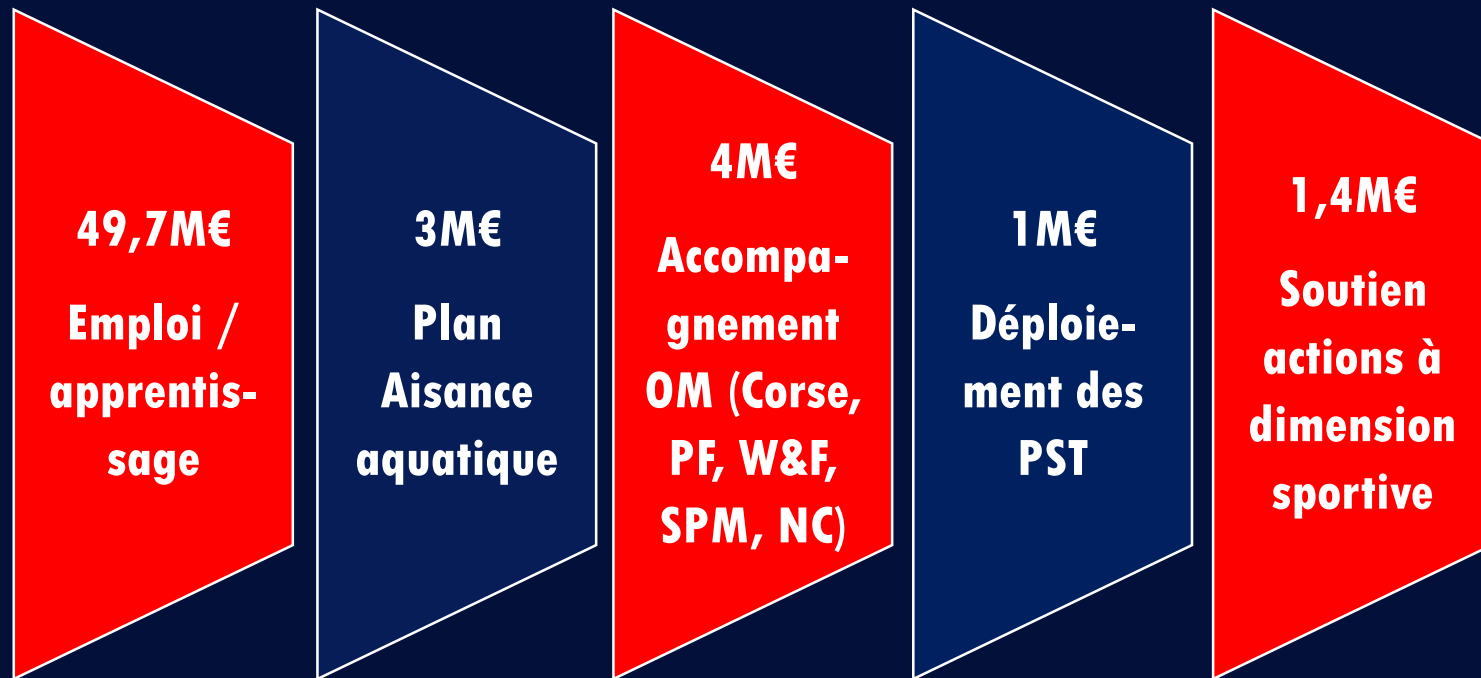 49,7M€
Emploi /
apprentis-
sage
3M€
Plan
Aisance
aquatique
4M€
Accompa-
gnement
OM (Corse,
PF, W&F,
SPM, NC)
1M€
Déploie-
ment des
PST
1,4M€
Soutien
actions à
dimension
sportive